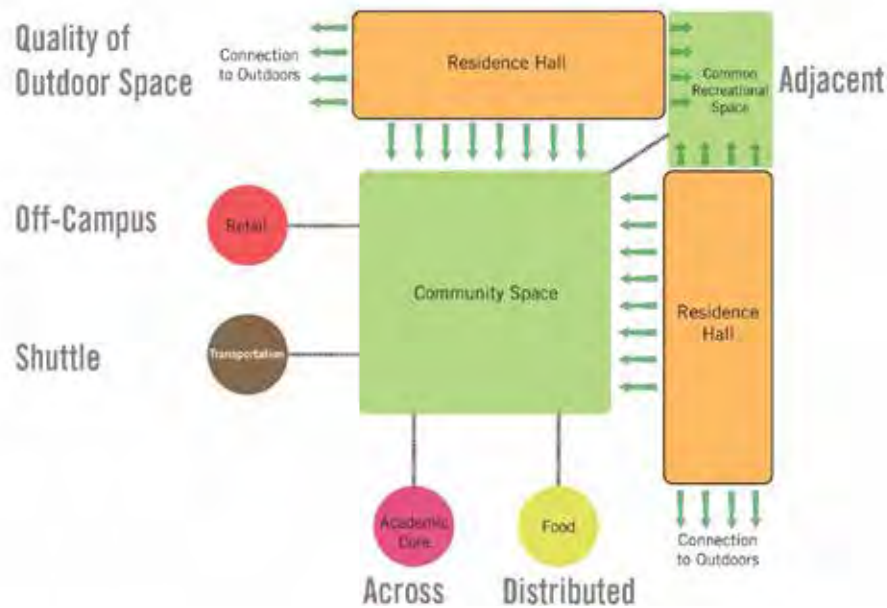 Quality of
Outdoor Space
Connection
to Outdoors
Residence Hall
Common
Recreational
Space
Adjacent
Off-Campus
Retail
Community Space
Residence
Hall
Shuttle
Transportation
Academic
Core
Food
Connection
to Outdoors
Across
Distributed